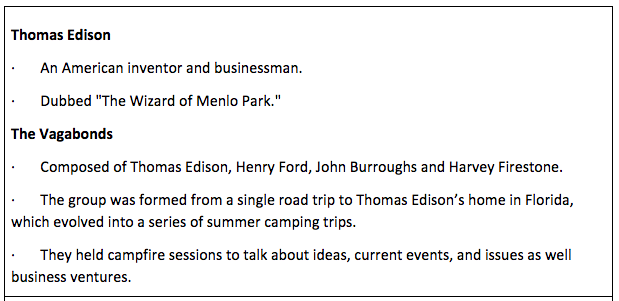 Thomas Edison
· An American inventor and businessman.
· Dubbed "The Wizard of Menlo Park."
The Vagabonds
· Composed of Thomas Edison, Henry Ford, John Burroughs and Harvey Firestone.
· The group was formed from a single road trip to Thomas Edison’s home in Florida,
which evolved into a series of summer camping trips.
· They held campfire sessions to talk about ideas, current events, and issues as well
business ventures.